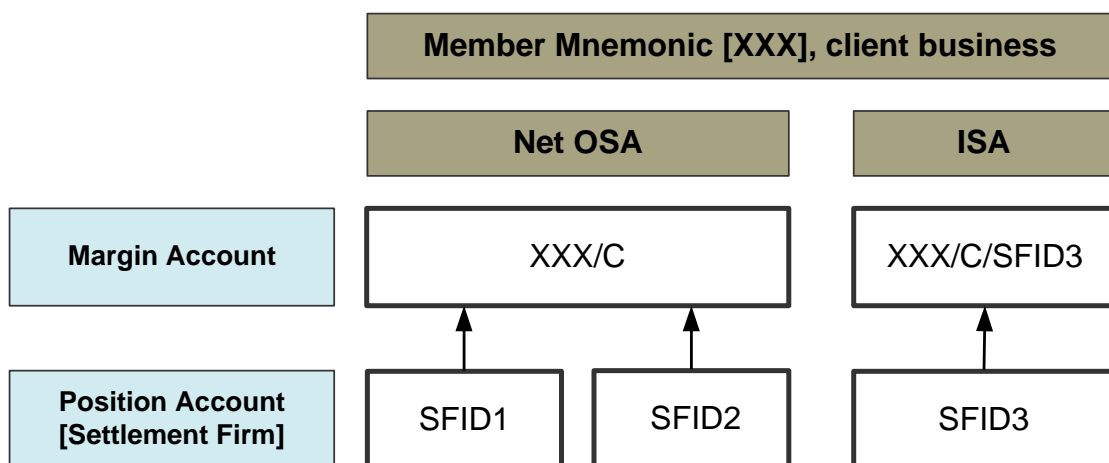 Member Mnemonic [XXX], client business
Net OSA
ISA
Margin Account
XXX/C
XXX/C/SFID3
Position Account
[Settlement Firm]
SFID1
SFID2
SFID3